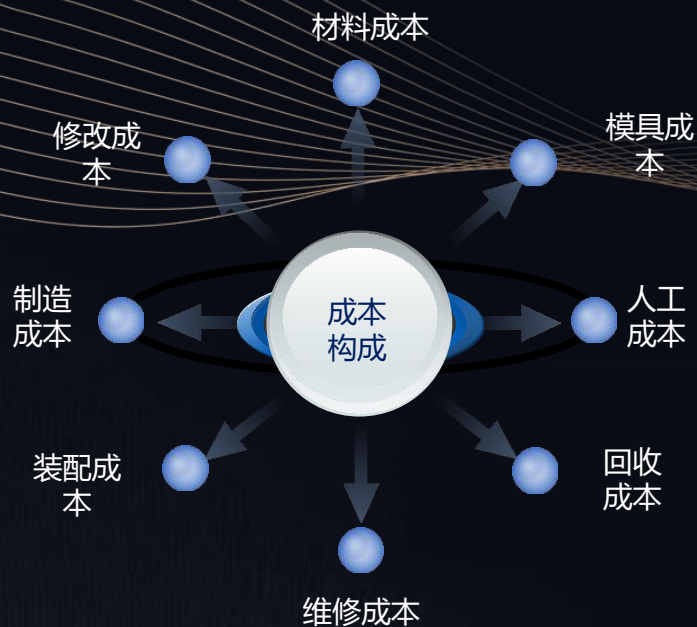 材料成本
修改成
本
模具成
本
制造
成本
成本
构成
人工
成本
装配成
本
回收
成本
维修成本